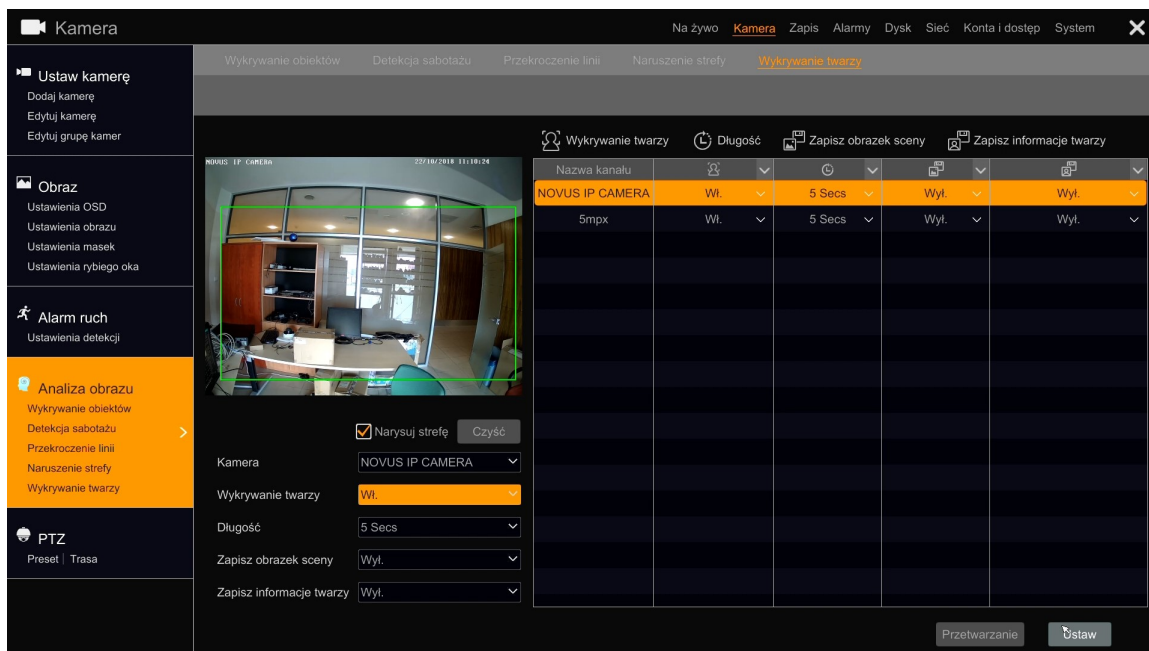 Kamera
Na żywo Kamera Zapis Alarmy Dysk Sieć Konta i dostęp System
Wykrywanie obiektów Detekcja sabotażu Przekroczenie linii Naruszenie strefy Wykrywanie twarzy
Ustaw kamerę
Dodaj kamerę
Edytuj kamerę
Edytuj grupę kamer
Obraz
Ustawienia OSD
Ustawienia obrazu
Ustawienia masek
Ustawienia rybiego oka
Alarm ruch
Ustawienia detekcji
Analiza obrazu
Wykrywanie obiektów
Detekcja sabotażu
Przekroczenie linii
Naruszenie strefy
Wykrywanie twarzy
PTZ
Preset | Trasa
NOVUS IP CAMERA 22/10/2018 11:10:24
Narysuj strefę Czyść
Kamera NOVUS IP CAMERA
Wykrywanie twarzy Wł.
Długość 5 Secs
Zapisz obrazek sceny Wył.
Zapisz informacje twarzy Wył.
Wykrywanie twarzy Długość Zapisz obrazek sceny Zapisz informacje twarzy
Nazwa kanału
NOVUS IP CAMERA Wł. 5 Secs Wył. Wył.
5mpx Wł. 5 Secs Wył. Wył.
Przetwarzanie Ustaw